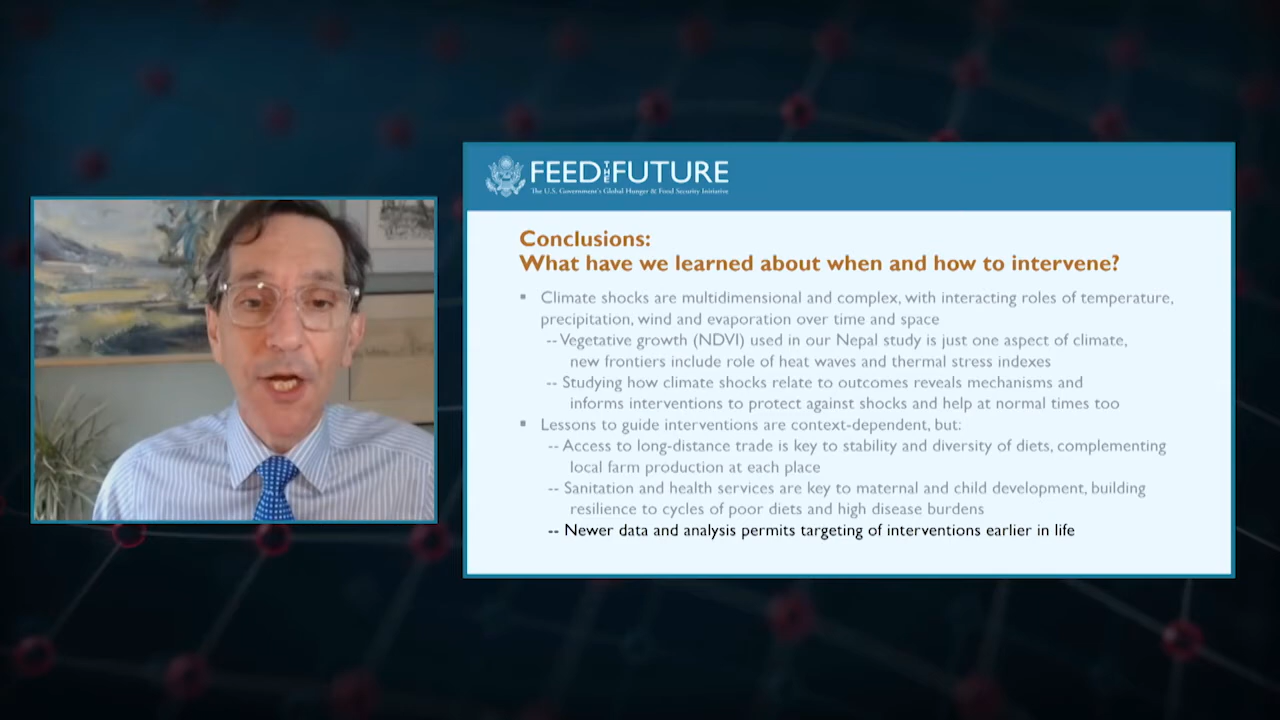 FEED THE FUTURE
The U.S. Government's Global Hunger & Food Security Initiative
Conclusions:
What have we learned about when and how to intervene?
▪ Climate shocks are multidimensional and complex, with interacting roles of temperature,
precipitation, wind and evaporation over time and space
-- Vegetative growth (NDVI) used in our Nepal study is just one aspect of climate,
new frontiers include role of heat waves and thermal stress indexes
-- Studying how climate shocks relate to outcomes reveals mechanisms and
informs interventions to protect against shocks and help at normal times too
▪ Lessons to guide interventions are context-dependent, but:
-- Access to long-distance trade is key to stability and diversity of diets, complementing
local farm production at each place
-- Sanitation and health services are key to maternal and child development, building
resilience to cycles of poor diets and high disease burdens
-- Newer data and analysis permits targeting of interventions earlier in life